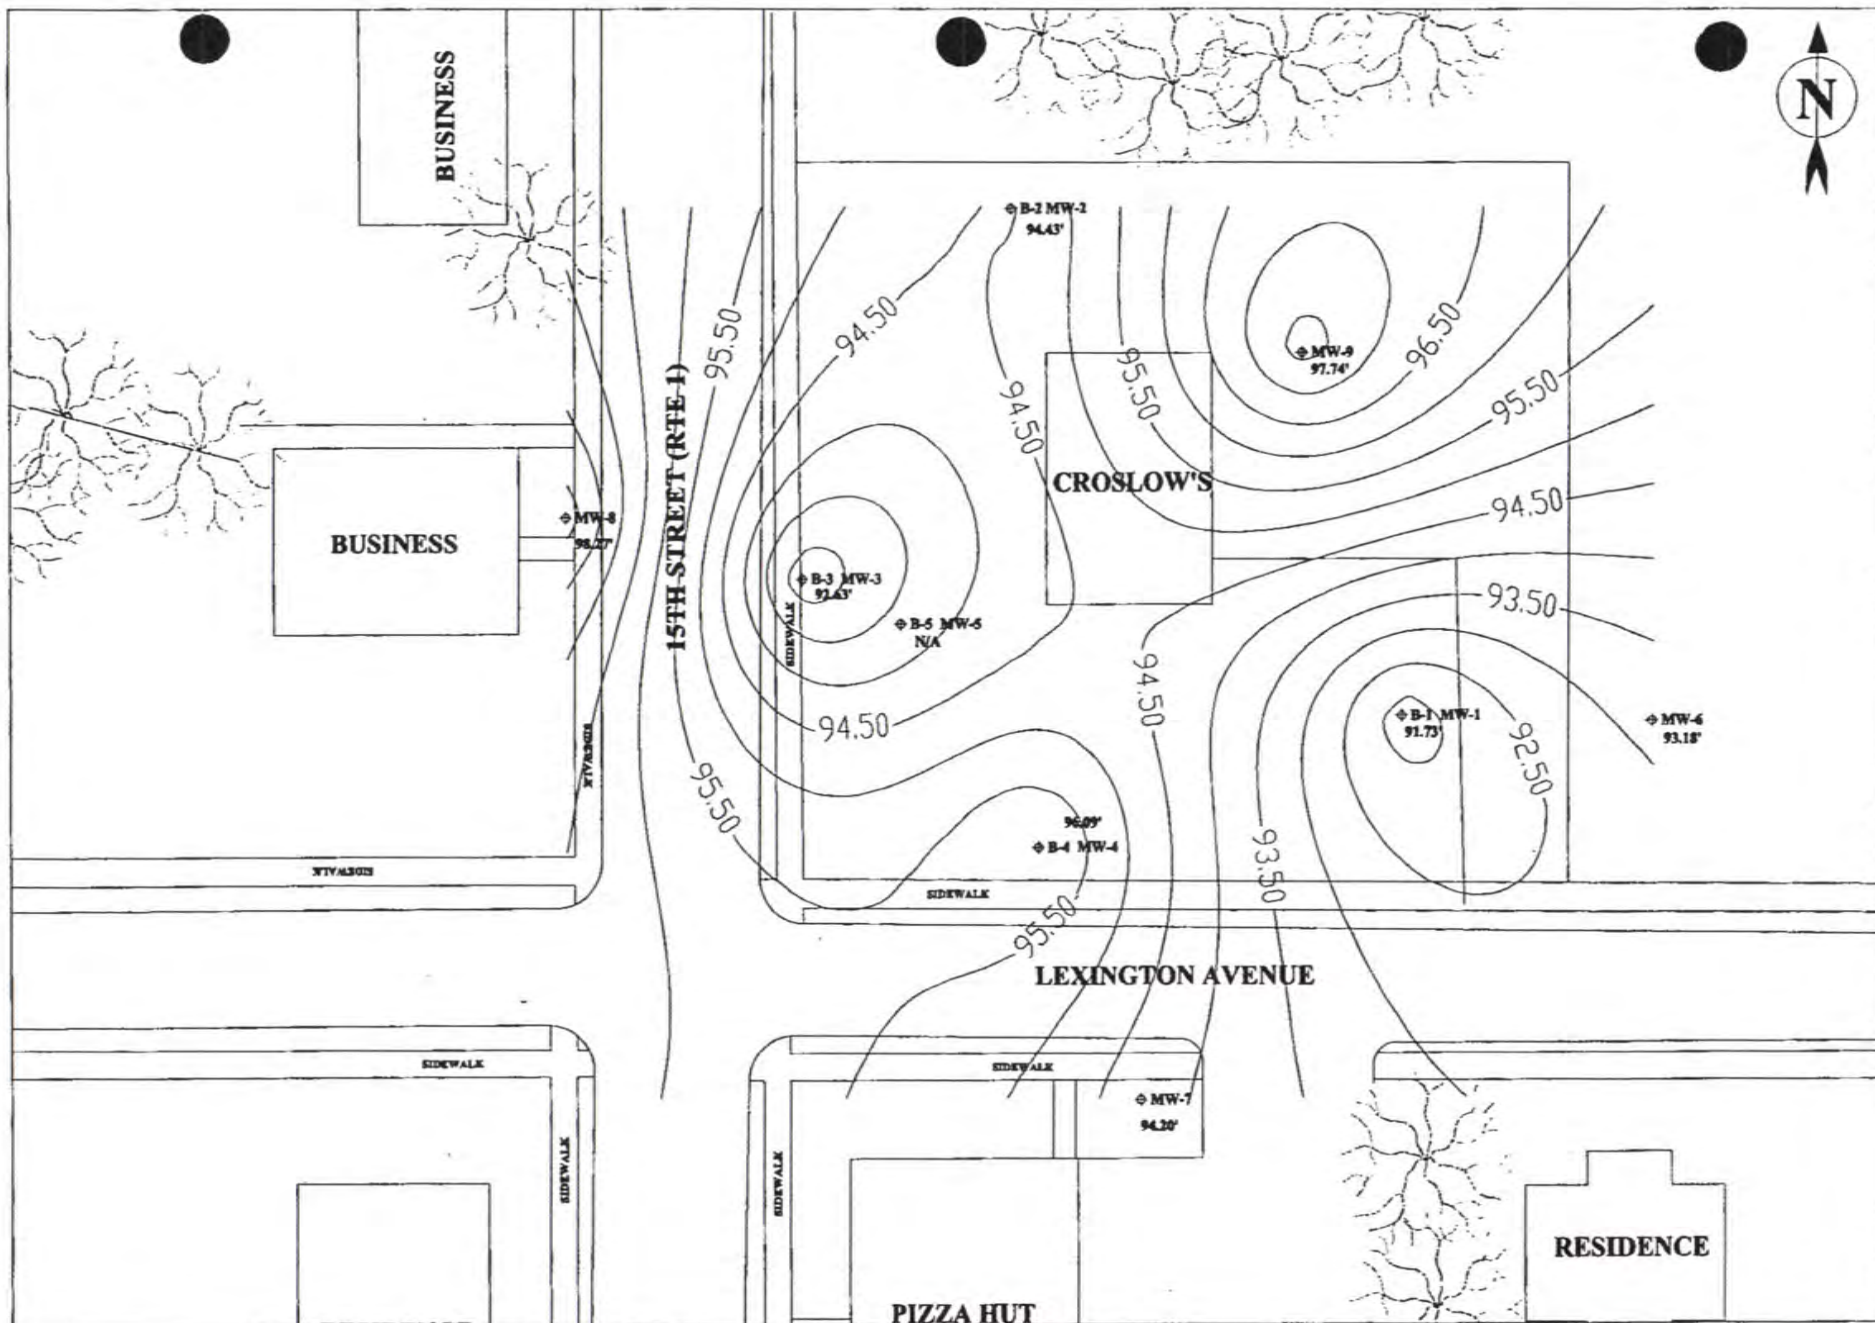 BUSINESS
N
B-2 MW-2
94.43'
95.50
94.50
96.50
MW-9
97.74'
95.50
95.50
94.50
15TH STREET (RTE 1)
CROSLOW'S
94.50
BUSINESS
MW-8
98.27'
B-3 MW-3
92.63'
B-5 MW-5
N/A
SIDEWALK
93.50
94.50
94.50
B-1 MW-1
91.73'
MW-6
93.18'
92.50
SIDEWALK
95.50
96.09'
B-4 MW-4
93.50
SIDEWALK
SIDEWALK
95.50
LEXINGTON AVENUE
SIDEWALK
SIDEWALK
MW-7
94.20'
SIDEWALK
SIDEWALK
RESIDENCE
PIZZA HUT